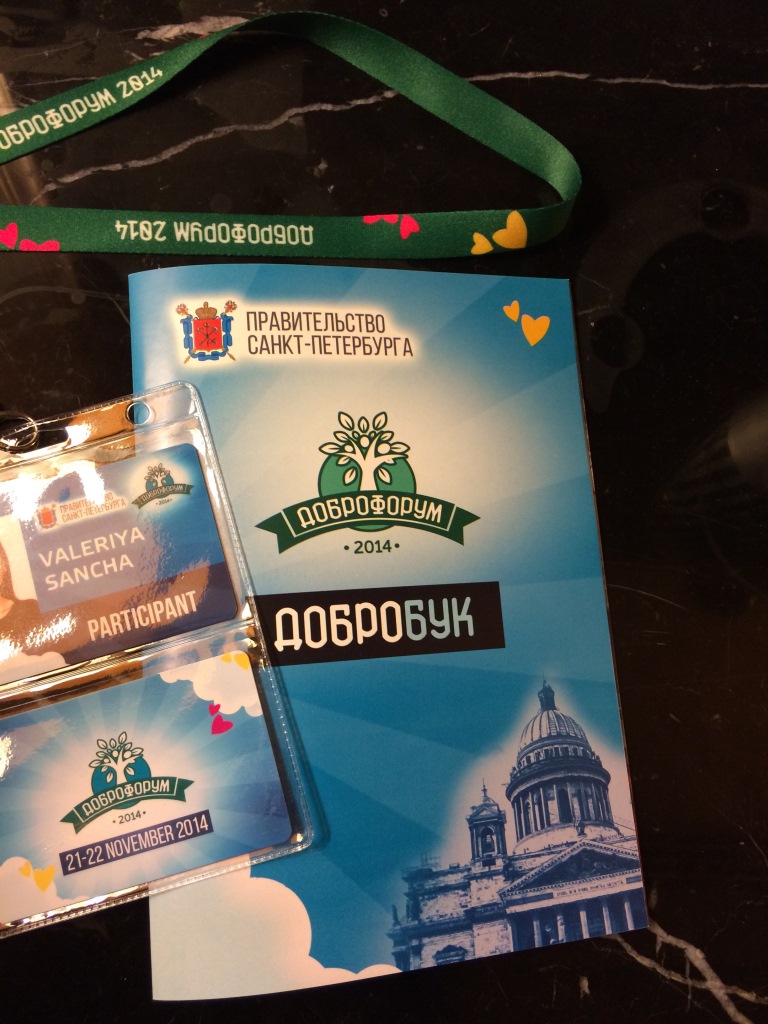 ДОБРОФОРУМ 2014
ДОБРОФОРУМ 2014
ПРАВИТЕЛЬСТВО
САНКТ-ПЕТЕРБУРГА
ДОБРОФОРУМ
•2014•
ДОБРОБУК
ПРАВИТЕЛЬСТВО
САНКТ-ПЕТЕРБУРГА
ДОБРОФОРУМ
•2014•
VALERIYA
SANCHA
PARTICIPANT
ДОБРОФОРУМ
•2014•
21-22 NOVEMBER 2014